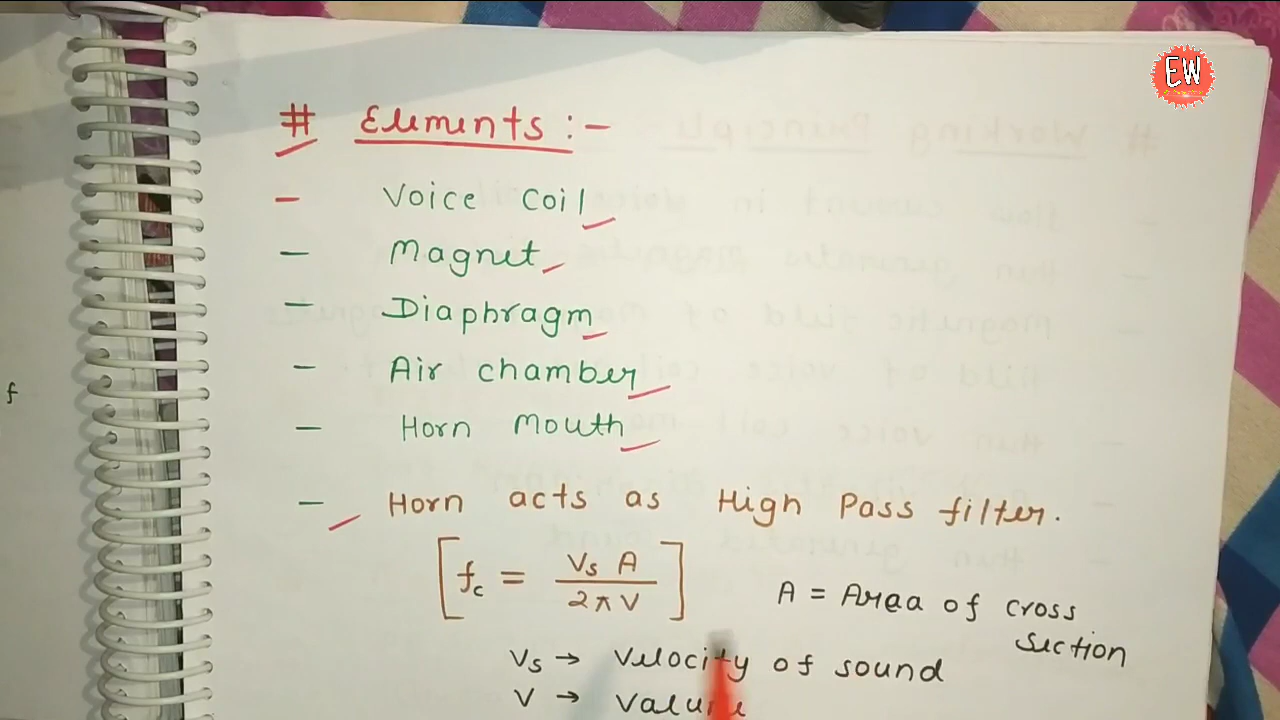 EW
# Elements :-
- Voice Coil
- Magnet
- Diaphragm
- Air chamber
- Horn Mouth
f
- Horn acts as High Pass filter.
[fc = Vs A / 2πV]
A = Area of cross
section
Vs → Velocity of sound
V →